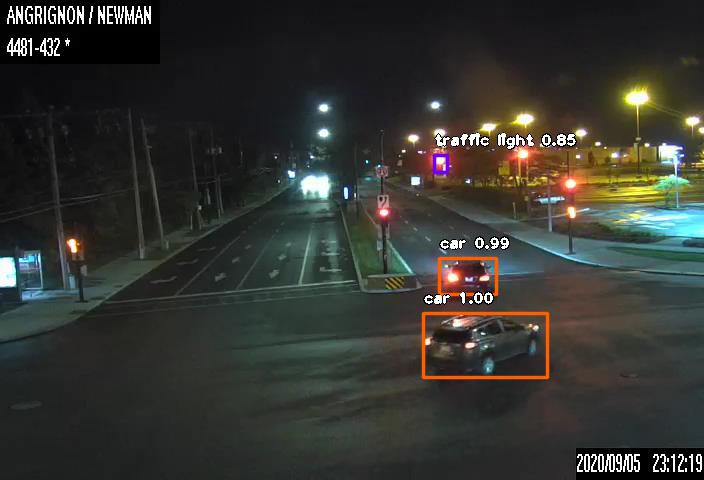 ANGRIGNON / NEWMAN
4481-432 *
traffic light 0.85
car 0.99
car 1.00
2020/09/05 23:12:19